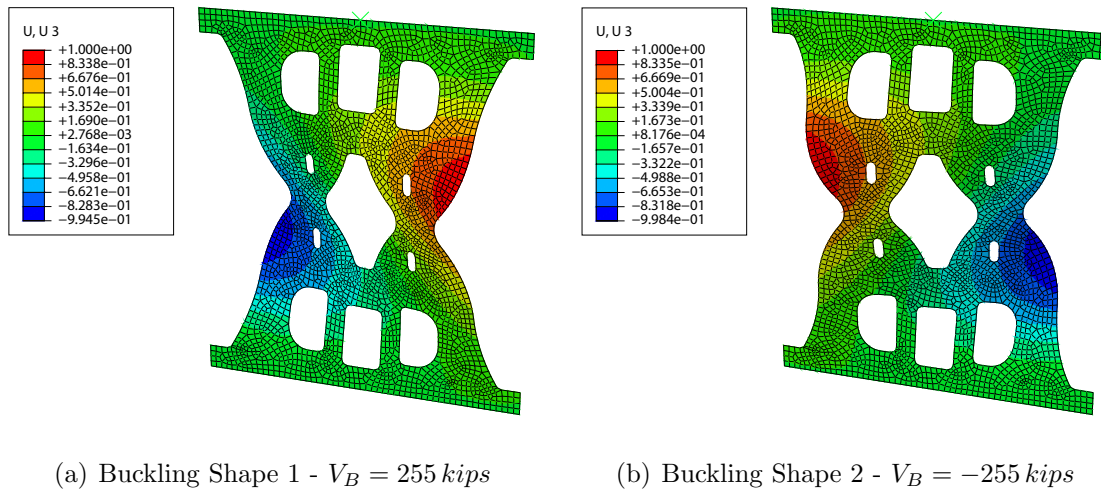 U, U 3
+1.000e+00
+8.338e−01
+6.676e−01
+5.014e−01
+3.352e−01
+1.690e−01
+2.768e−03
−1.634e−01
−3.296e−01
−4.958e−01
−6.621e−01
−8.283e−01
−9.945e−01
U, U 3
+1.000e+00
+8.335e−01
+6.669e−01
+5.004e−01
+3.339e−01
+1.673e−01
+8.176e−04
−1.657e−01
−3.322e−01
−4.988e−01
−6.653e−01
−8.318e−01
−9.984e−01
(a) Buckling Shape 1 - V_B = 255 kips
(b) Buckling Shape 2 - V_B = −255 kips